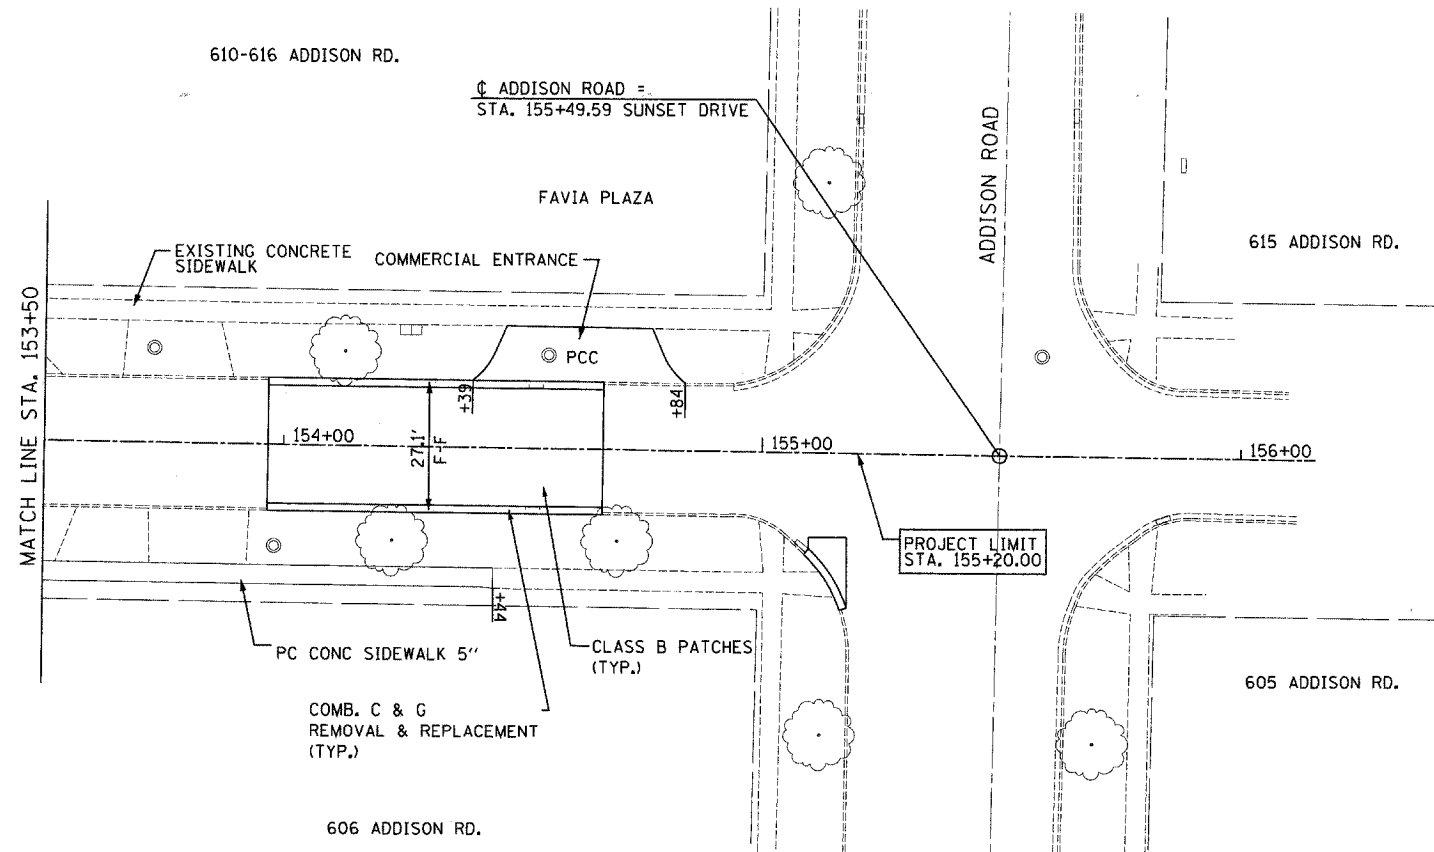 610-616 ADDISON RD.
℄ ADDISON ROAD =
STA. 155+49.59 SUNSET DRIVE
ADDISON ROAD
FAVIA PLAZA
615 ADDISON RD.
EXISTING CONCRETE
SIDEWALK
COMMERCIAL ENTRANCE
MATCH LINE STA. 153+50
PCC
+39
+84
154+00
27.1'
F-F
155+00
156+00
PROJECT LIMIT
STA. 155+20.00
+44
PC CONC SIDEWALK 5''
CLASS B PATCHES
(TYP.)
COMB. C & G
REMOVAL & REPLACEMENT
(TYP.)
605 ADDISON RD.
606 ADDISON RD.